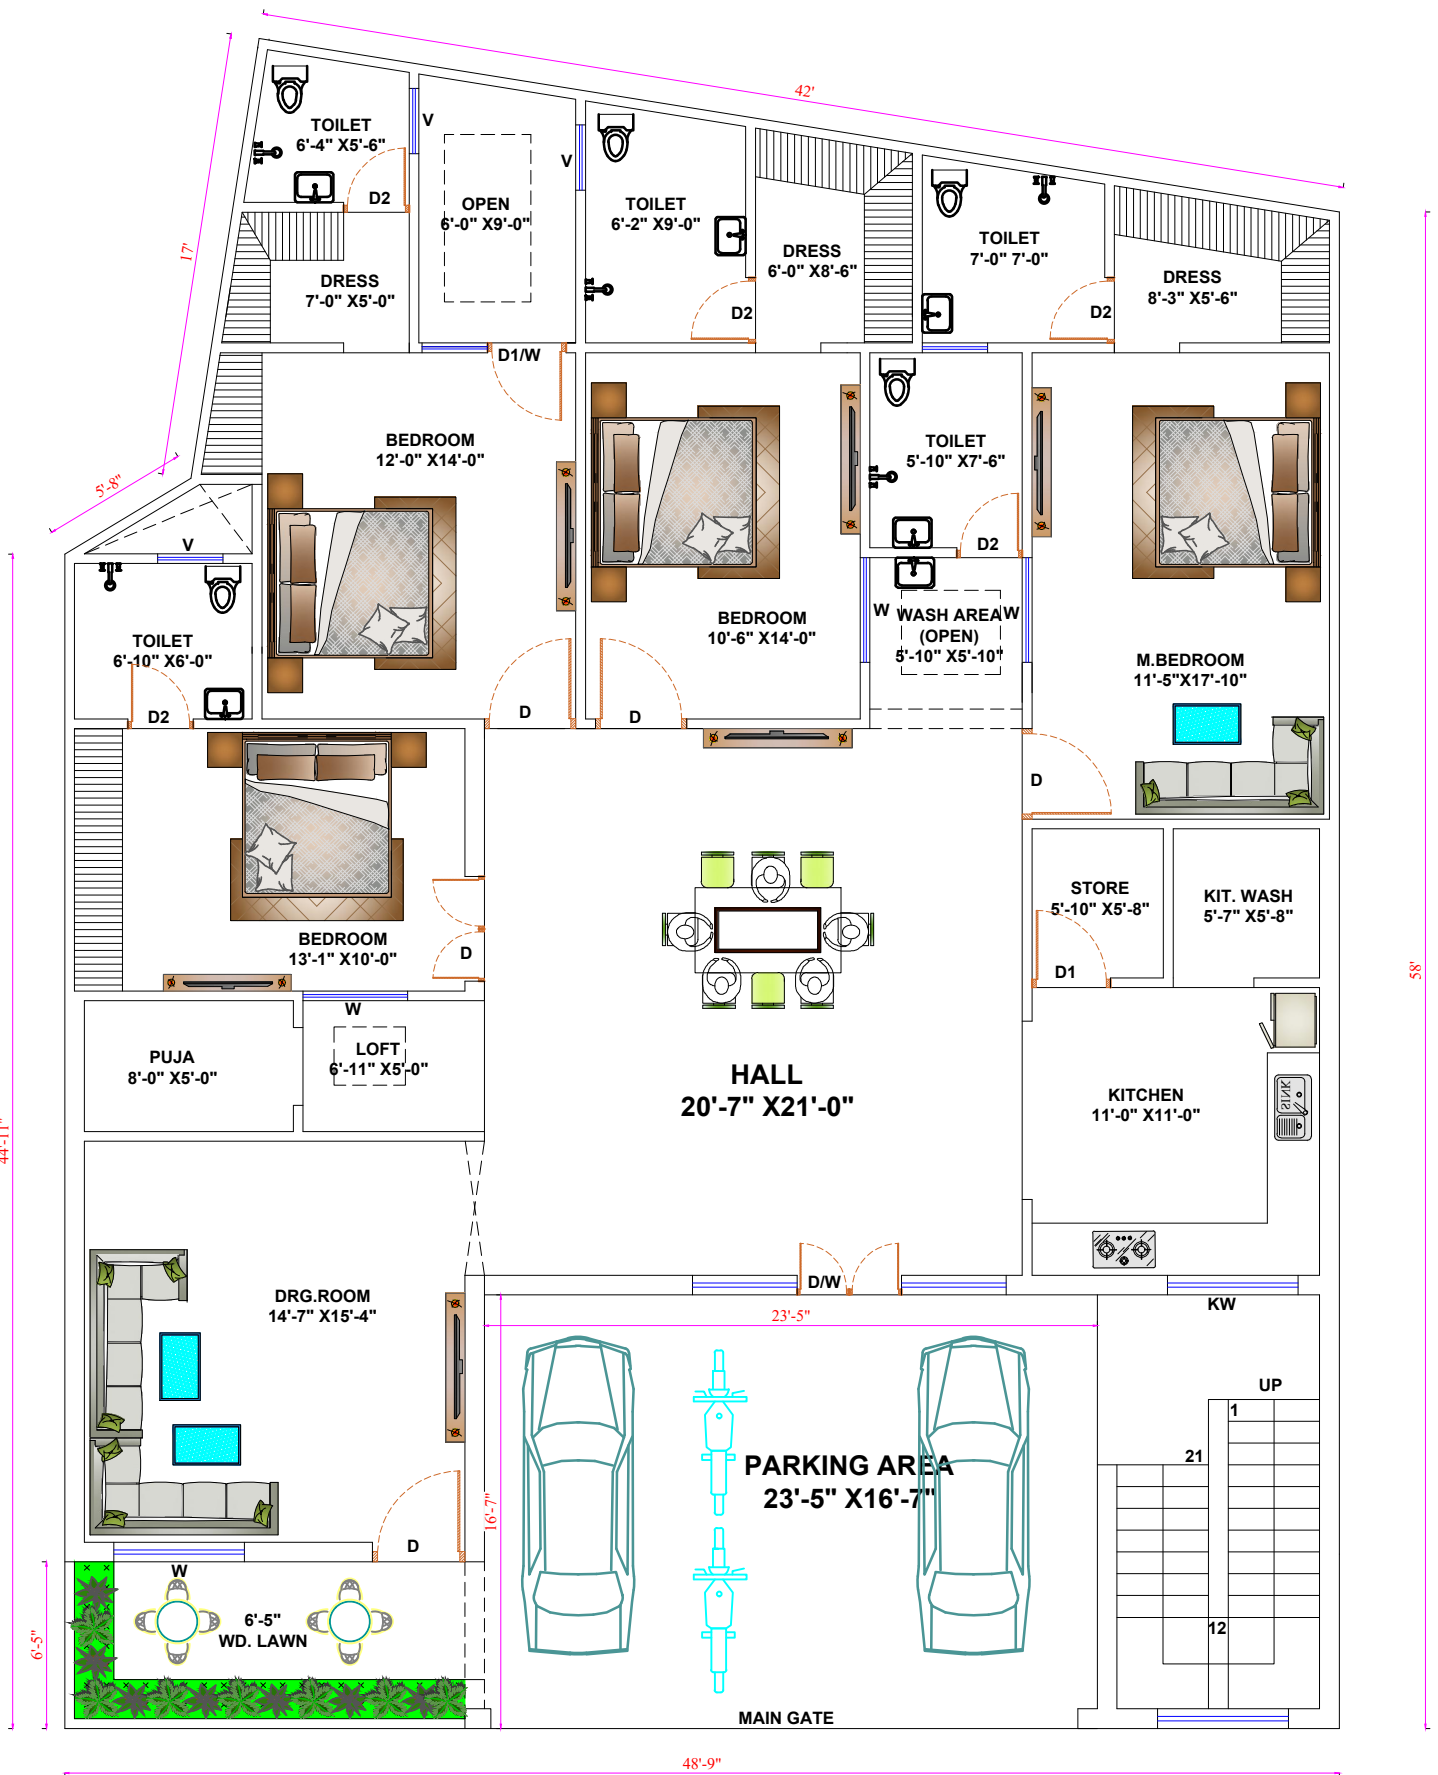 42'
17'
TOILET
6'-4" X5'-6"
V
D2
OPEN
6'-0" X9'-0"
V
TOILET
6'-2" X9'-0"
D2
DRESS
6'-0" X8'-6"
TOILET
7'-0" 7'-0"
D2
DRESS
8'-3" X5'-6"
DRESS
7'-0" X5'-0"
D1/W
5'-8"
BEDROOM
12'-0" X14'-0"
TOILET
5'-10" X7'-6"
D2
V
TOILET
6'-10" X6'-0"
D2
BEDROOM
10'-6" X14'-0"
W
WASH AREA
(OPEN)
5'-10" X5'-10"
W
M.BEDROOM
11'-5"X17'-10"
D
D
D
BEDROOM
13'-1" X10'-0"
D
STORE
5'-10" X5'-8"
D1
KIT. WASH
5'-7" X5'-8"
58'
W
PUJA
8'-0" X5'-0"
LOFT
6'-11" X5'-0"
HALL
20'-7" X21'-0"
KITCHEN
11'-0" X11'-0"
SINK
44'-11"
DRG.ROOM
14'-7" X15'-4"
D/W
KW
23'-5"
UP
1
21
12
PARKING AREA
23'-5" X16'-7"
16'-7"
D
W
6'-5"
WD. LAWN
6'-5"
MAIN GATE
48'-9"